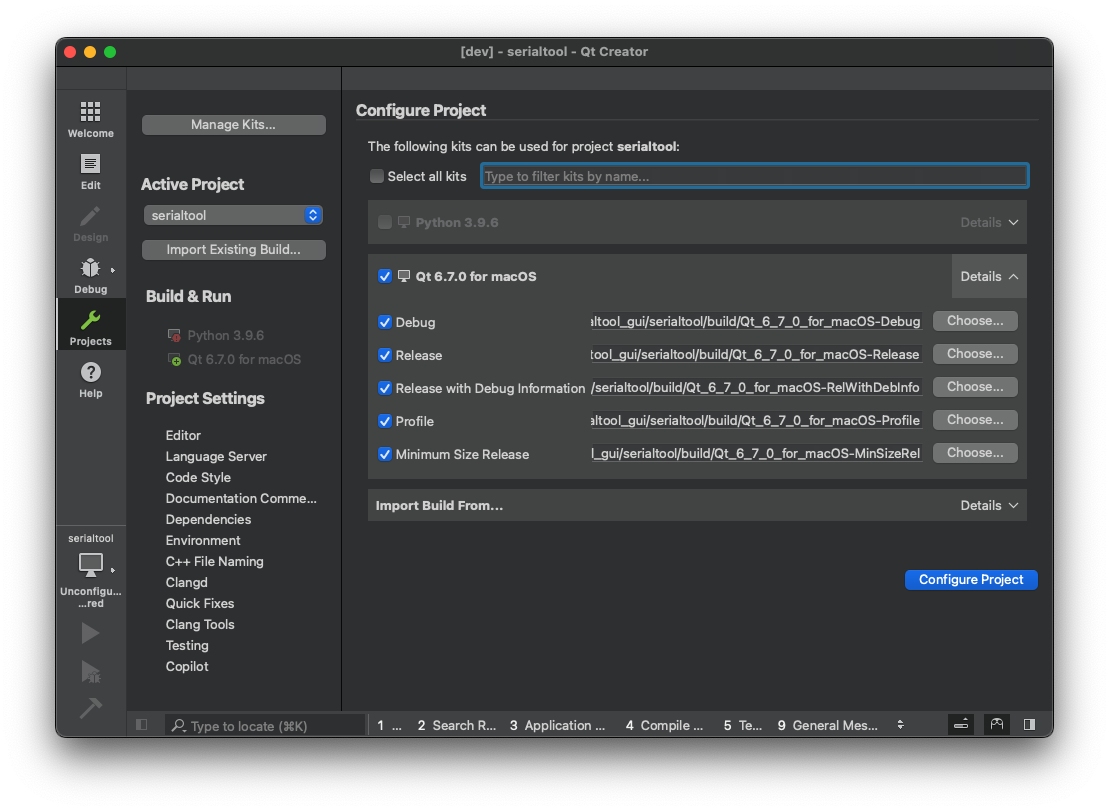 [dev] - serialtool - Qt Creator
Welcome
Edit
Design
Debug
Projects
Help
serialtool
Unconfigu...
...red
Manage Kits...
Active Project
serialtool
Import Existing Build...
Build & Run
Python 3.9.6
Qt 6.7.0 for macOS
Project Settings
Editor
Language Server
Code Style
Documentation Comme...
Dependencies
Environment
C++ File Naming
Clangd
Quick Fixes
Clang Tools
Testing
Copilot
Configure Project
The following kits can be used for project serialtool:
Select all kits Type to filter kits by name...
Python 3.9.6 Details
Qt 6.7.0 for macOS Details
Debug altool_gui/serialtool/build/Qt_6_7_0_for_macOS-Debug Choose...
Release tool_gui/serialtool/build/Qt_6_7_0_for_macOS-Release Choose...
Release with Debug Information /serialtool/build/Qt_6_7_0_for_macOS-RelWithDebInfo Choose...
Profile altool_gui/serialtool/build/Qt_6_7_0_for_macOS-Profile Choose...
Minimum Size Release l_gui/serialtool/build/Qt_6_7_0_for_macOS-MinSizeRel Choose...
Import Build From... Details
Configure Project
Type to locate (⌘K) 1 ... 2 Search R... 3 Application ... 4 Compile ... 5 Te... 9 General Mes...